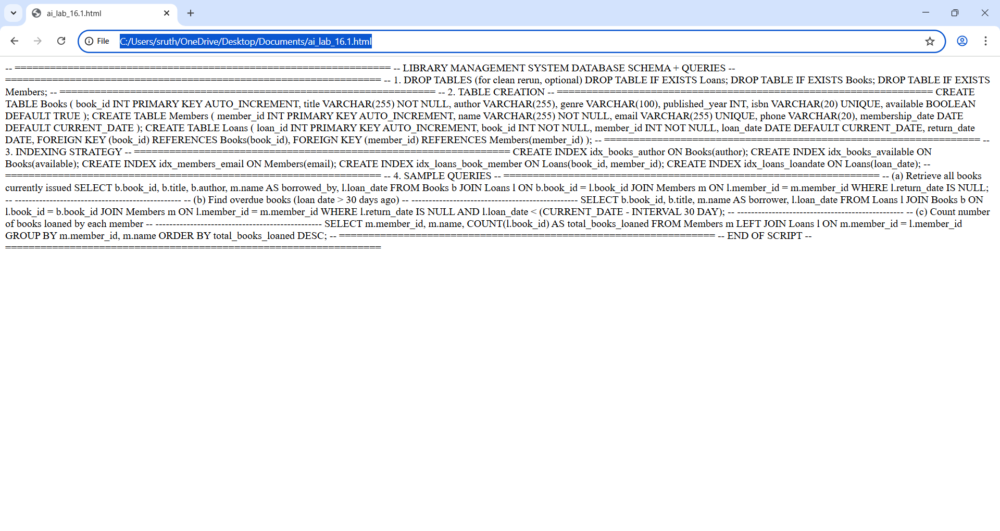 ai_lab_16.1.html
File C:/Users/sruth/OneDrive/Desktop/Documents/ai_lab_16.1.html
-- ================================================================ -- LIBRARY MANAGEMENT SYSTEM DATABASE SCHEMA + QUERIES --
================================================================ -- 1. DROP TABLES (for clean rerun, optional) DROP TABLE IF EXISTS Loans; DROP TABLE IF EXISTS Books; DROP TABLE IF EXISTS
Members; -- ================================================================ -- 2. TABLE CREATION -- ================================================================ CREATE
TABLE Books ( book_id INT PRIMARY KEY AUTO_INCREMENT, title VARCHAR(255) NOT NULL, author VARCHAR(255), genre VARCHAR(100), published_year INT, isbn VARCHAR(20) UNIQUE, available BOOLEAN
DEFAULT TRUE ); CREATE TABLE Members ( member_id INT PRIMARY KEY AUTO_INCREMENT, name VARCHAR(255) NOT NULL, email VARCHAR(255) UNIQUE, phone VARCHAR(20), membership_date DATE
DEFAULT CURRENT_DATE ); CREATE TABLE Loans ( loan_id INT PRIMARY KEY AUTO_INCREMENT, book_id INT NOT NULL, member_id INT NOT NULL, loan_date DATE DEFAULT CURRENT_DATE, return_date
DATE, FOREIGN KEY (book_id) REFERENCES Books(book_id), FOREIGN KEY (member_id) REFERENCES Members(member_id) ); -- ================================================================ --
3. INDEXING STRATEGY -- ================================================================ CREATE INDEX idx_books_author ON Books(author); CREATE INDEX idx_books_available ON
Books(available); CREATE INDEX idx_members_email ON Members(email); CREATE INDEX idx_loans_book_member ON Loans(book_id, member_id); CREATE INDEX idx_loans_loandate ON Loans(loan_date); --
================================================================ -- 4. SAMPLE QUERIES -- ================================================================ -- (a) Retrieve all books
currently issued SELECT b.book_id, b.title, b.author, m.name AS borrowed_by, l.loan_date FROM Books b JOIN Loans l ON b.book_id = l.book_id JOIN Members m ON l.member_id = m.member_id WHERE l.return_date IS NULL;
-- ------------------------------------------------ -- (b) Find overdue books (loan date > 30 days ago) -- ------------------------------------------------ SELECT b.book_id, b.title, m.name AS borrower, l.loan_date FROM Loans l JOIN Books b ON
l.book_id = b.book_id JOIN Members m ON l.member_id = m.member_id WHERE l.return_date IS NULL AND l.loan_date < (CURRENT_DATE - INTERVAL 30 DAY); -- ------------------------------------------------ -- (c) Count number
of books loaned by each member -- ------------------------------------------------ SELECT m.member_id, m.name, COUNT(l.book_id) AS total_books_loaned FROM Members m LEFT JOIN Loans l ON m.member_id = l.member_id
GROUP BY m.member_id, m.name ORDER BY total_books_loaned DESC; -- ================================================================ -- END OF SCRIPT --
================================================================